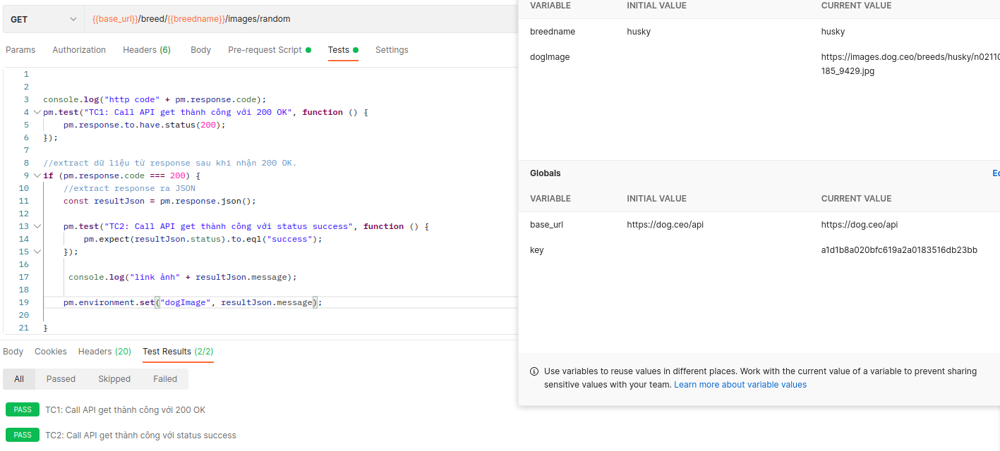 GET
{{base_url}}/breed/{{breedname}}/images/random
Params Authorization Headers (6) Body Pre-request Script Tests Settings
1
2
3 console.log("http code" + pm.response.code);
4 pm.test("TC1: Call API get thành công với 200 OK", function () {
5 pm.response.to.have.status(200);
6 });
7
8 //extract dữ liệu từ response sau khi nhận 200 OK.
9 if (pm.response.code === 200) {
10 //extract response ra JSON
11 const resultJson = pm.response.json();
12
13 pm.test("TC2: Call API get thành công với status success", function () {
14 pm.expect(resultJson.status).to.eql("success");
15 });
16
17 console.log("link ảnh" + resultJson.message);
18
19 pm.environment.set("dogImage", resultJson.message);
20
21 }
Body Cookies Headers (20) Test Results (2/2)
All Passed Skipped Failed
PASS TC1: Call API get thành công với 200 OK
PASS TC2: Call API get thành công với status success
VARIABLE INITIAL VALUE CURRENT VALUE
breedname husky husky
dogImage https://images.dog.ceo/breeds/husky/n02110
185_9429.jpg
Globals
VARIABLE INITIAL VALUE CURRENT VALUE
base_url https://dog.ceo/api https://dog.ceo/api
key a1d1b8a020bfc619a2a0183516db23bb
Use variables to reuse values in different places. Work with the current value of a variable to prevent sharing
sensitive values with your team. Learn more about variable values